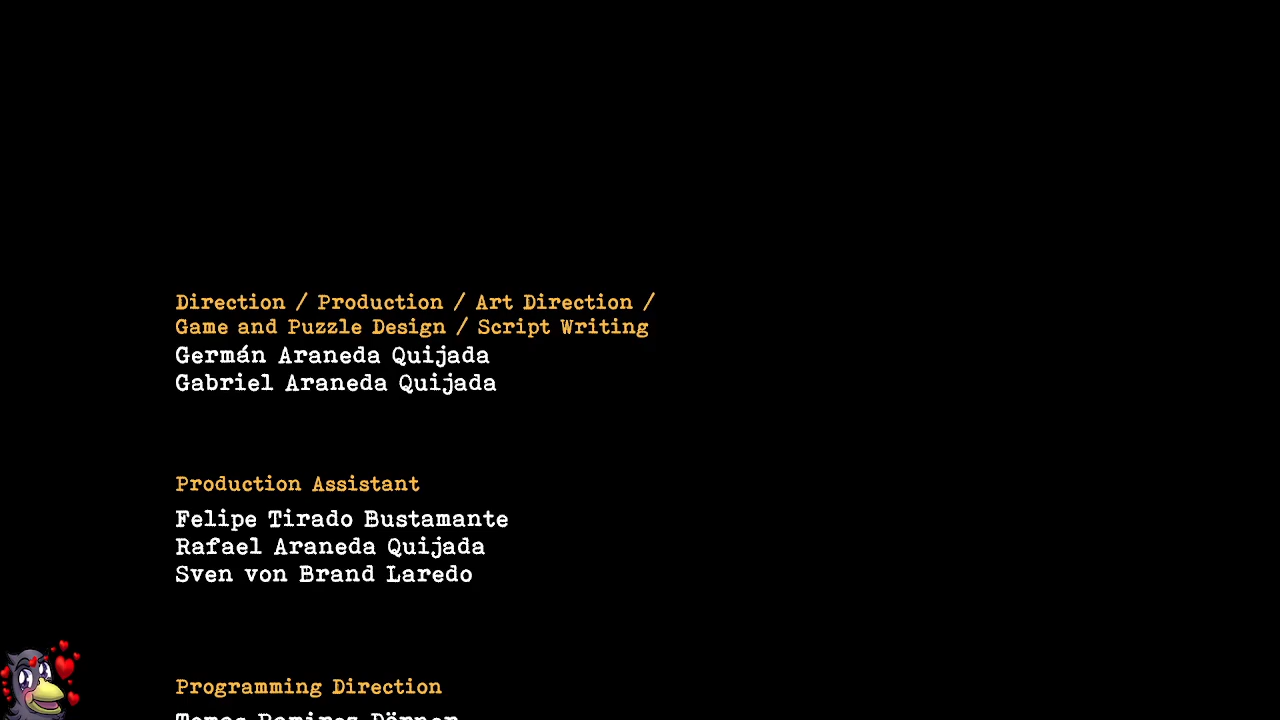 Direction / Production / Art Direction /
Game and Puzzle Design / Script Writing
Germán Araneda Quijada
Gabriel Araneda Quijada
Production Assistant
Felipe Tirado Bustamante
Rafael Araneda Quijada
Sven von Brand Laredo
Programming Direction